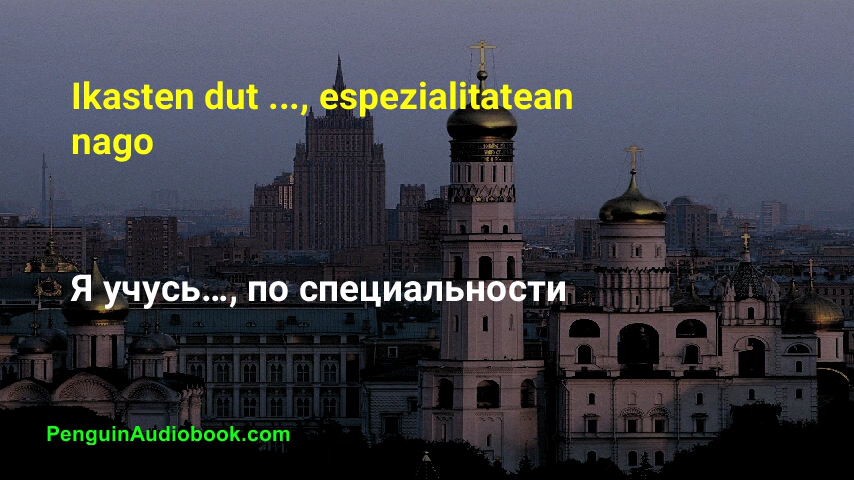 Ikasten dut ..., espezialitatean
nago
Я учусь..., по специальности
PenguinAudiobook.com